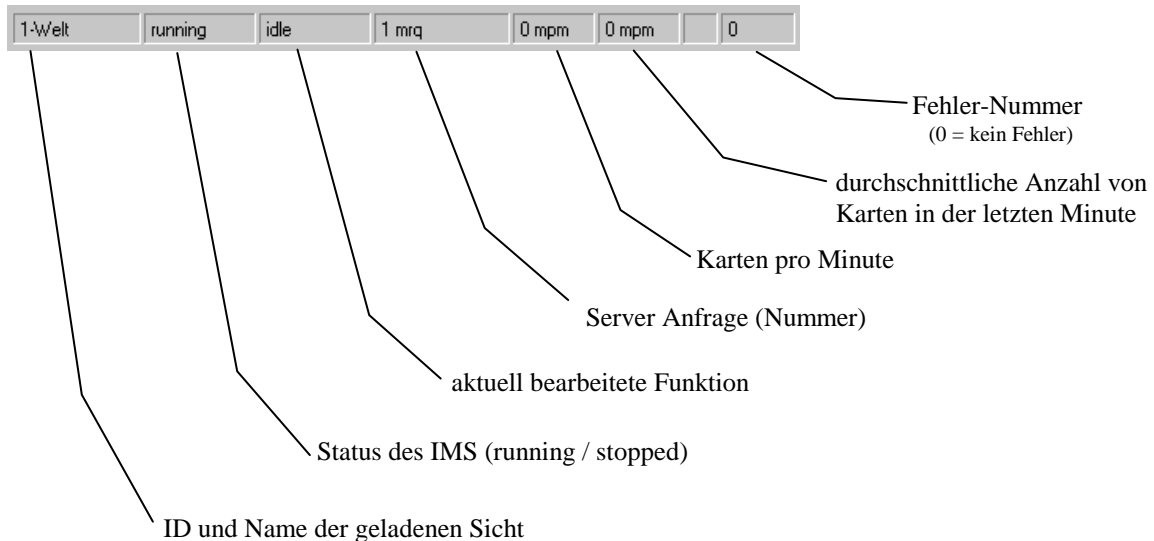 1-Welt running idle 1 mrq 0 mpm 0 mpm 0
Fehler-Nummer
(0 = kein Fehler)
durchschnittliche Anzahl von
Karten in der letzten Minute
Karten pro Minute
Server Anfrage (Nummer)
aktuell bearbeitete Funktion
Status des IMS (running / stopped)
ID und Name der geladenen Sicht